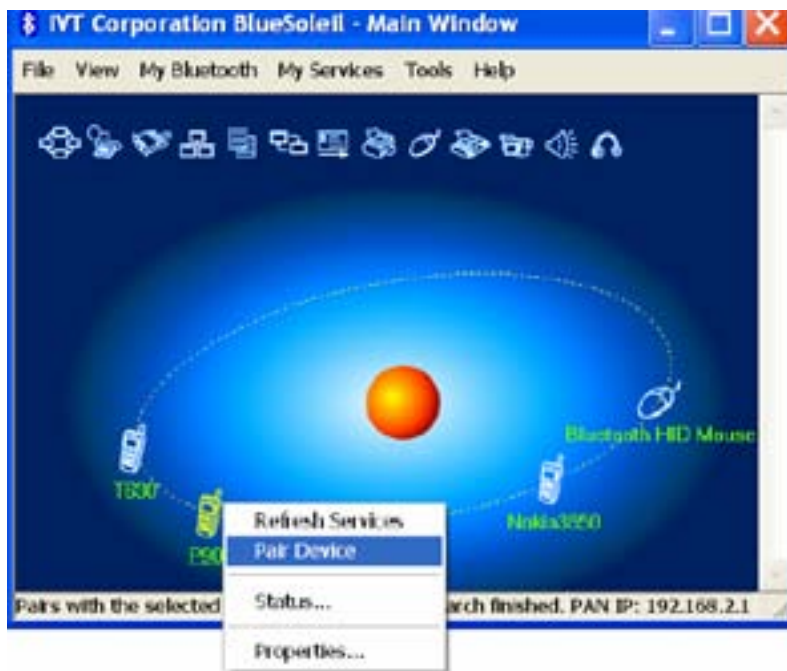 IVT Corporation BlueSoleil - Main Window
File View My Bluetooth My Services Tools Help
Bluetooth HID Mouse
T630
Nokia3650
P90
Refresh Services
Pair Device
Status...
Properties...
Pairs with the selected
arch finished. PAN IP: 192.168.2.1